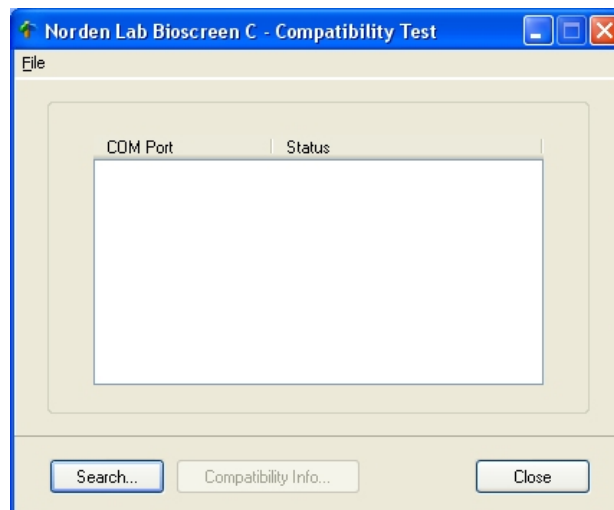 Norden Lab Bioscreen C - Compatibility Test
File
COM Port Status
Search... Compatibility Info... Close